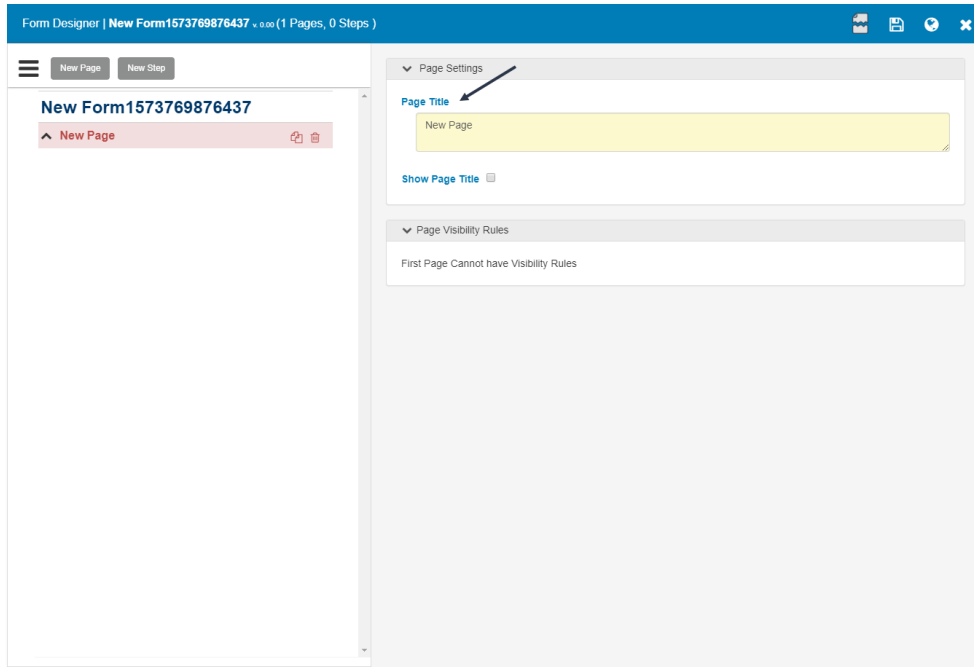 Form Designer | New Form1573769876437 v. 0.00 (1 Pages, 0 Steps )
New Page New Step
New Form1573769876437
New Page
Page Settings
Page Title
New Page
Show Page Title
Page Visibility Rules
First Page Cannot have Visibility Rules